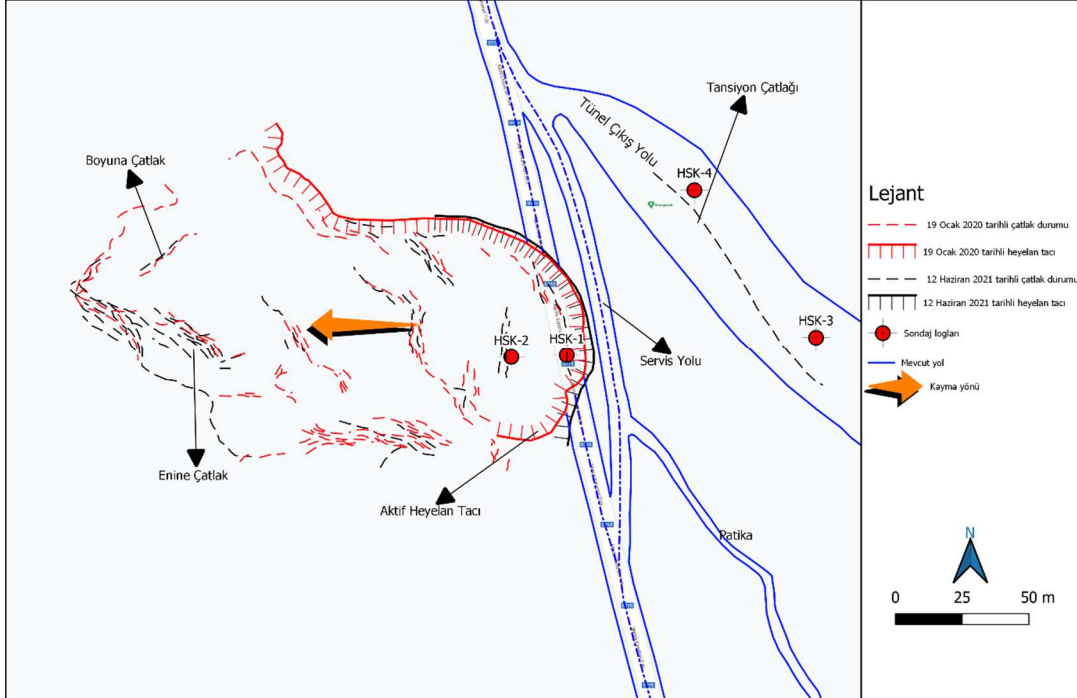 Tansiyon Çatlağı
Tünel Çıkış Yolu
Boyuna Çatlak
HSK-4
HSK-3
HSK-2
HSK-1
Servis Yolu
Enine Çatlak
Aktif Heyelan Tacı
Patika
Lejant
19 Ocak 2020 tarihli çatlak durumu
19 Ocak 2020 tarihli heyelan tacı
12 Haziran 2021 tarihli çatlak durumu
12 Haziran 2021 tarihli heyelan tacı
Sondaj logları
Mevcut yol
Kayma yönü
N
0 25 50 m